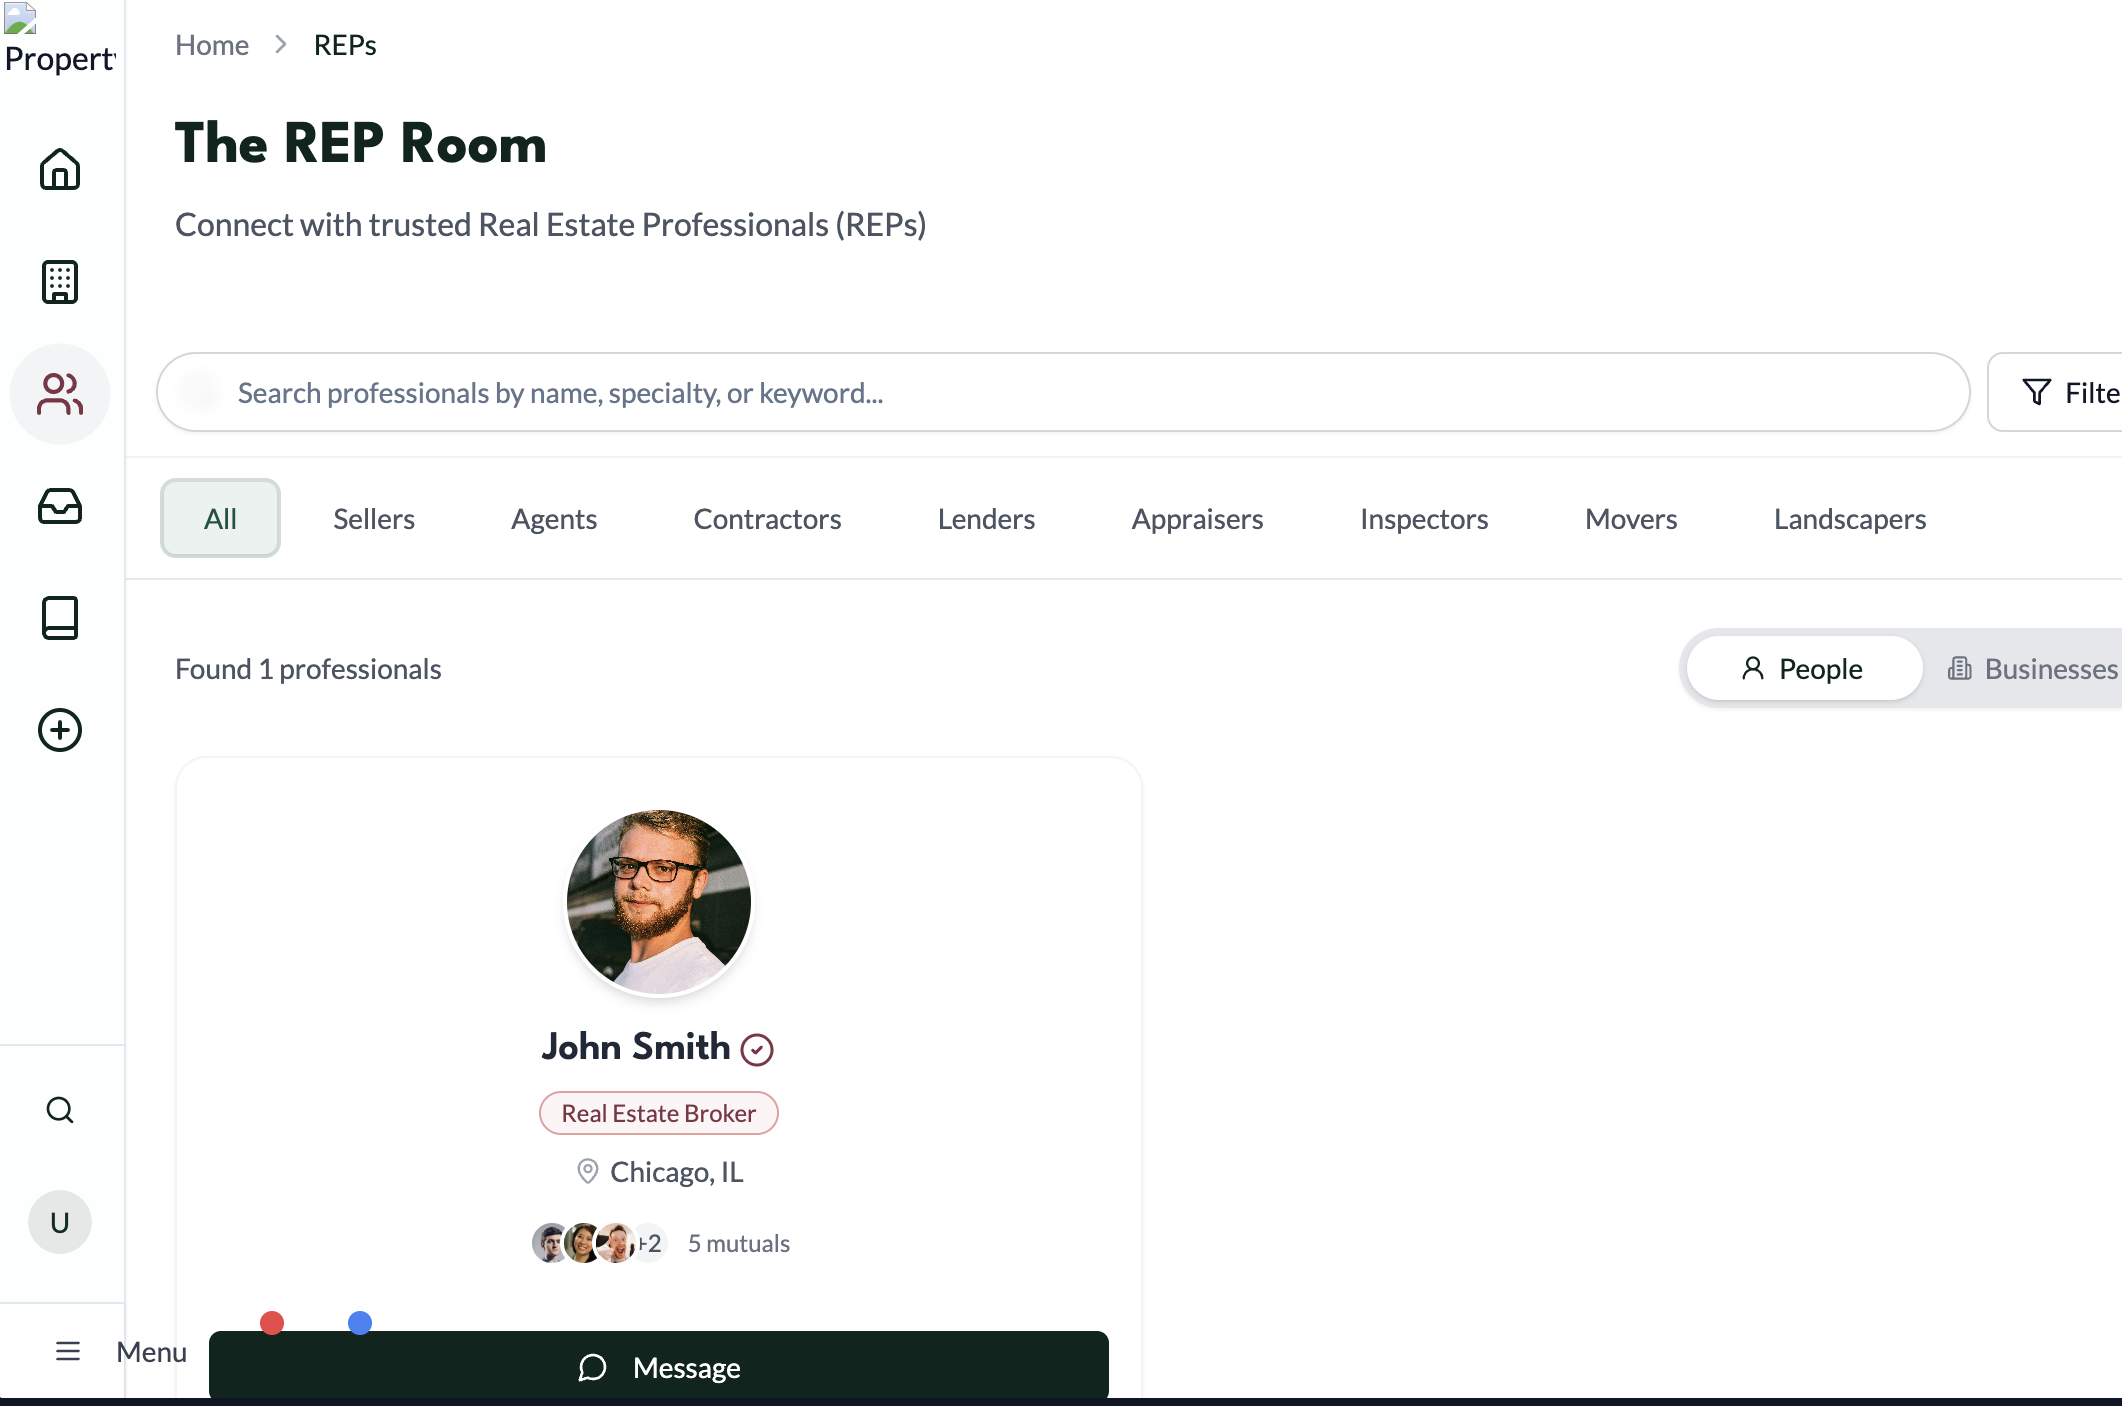 Property
Home REPs
The REP Room
Connect with trusted Real Estate Professionals (REPs)
Search professionals by name, specialty, or keyword...
Filte
All Sellers Agents Contractors Lenders Appraisers Inspectors Movers Landscapers
Found 1 professionals
People Businesses
John Smith
Real Estate Broker
Chicago, IL
+2 5 mutuals
U
Menu
Message